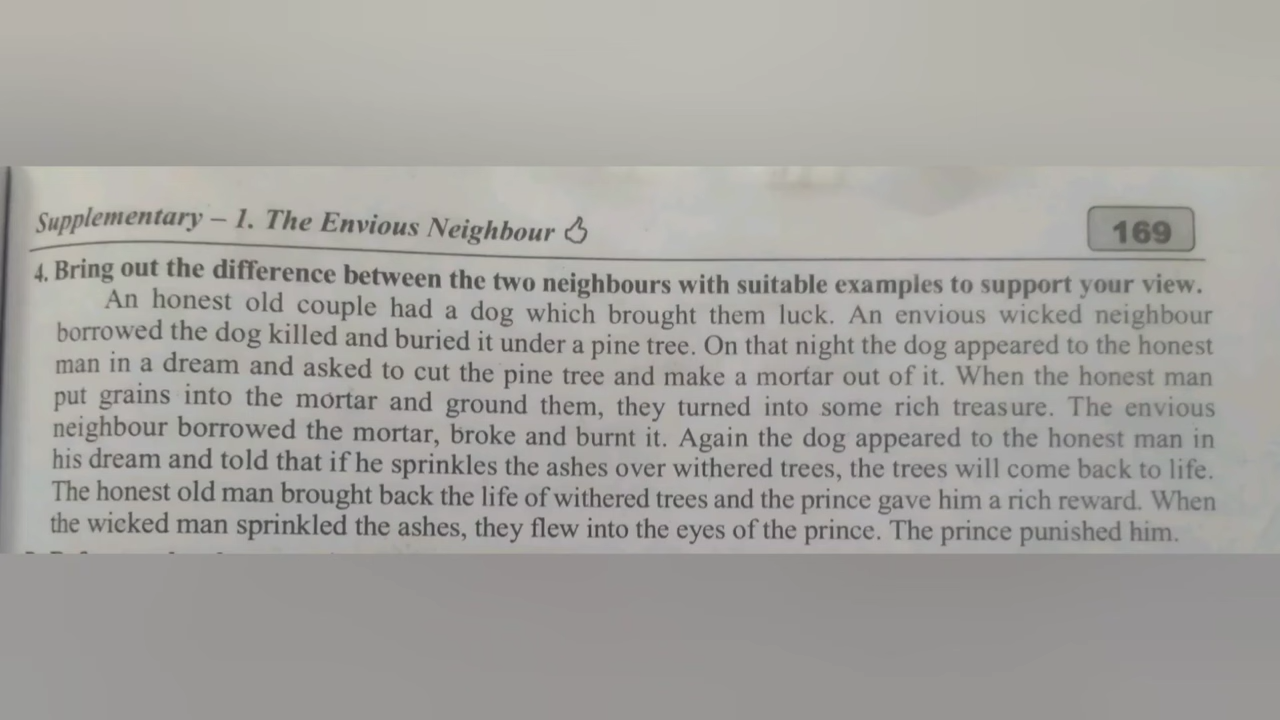 Supplementary – 1. The Envious Neighbour
169
4. Bring out the difference between the two neighbours with suitable examples to support your view.
An honest old couple had a dog which brought them luck. An envious wicked neighbour
borrowed the dog killed and buried it under a pine tree. On that night the dog appeared to the honest
man in a dream and asked to cut the pine tree and make a mortar out of it. When the honest man
put grains into the mortar and ground them, they turned into some rich treasure. The envious
neighbour borrowed the mortar, broke and burnt it. Again the dog appeared to the honest man in
his dream and told that if he sprinkles the ashes over withered trees, the trees will come back to life.
The honest old man brought back the life of withered trees and the prince gave him a rich reward. When
the wicked man sprinkled the ashes, they flew into the eyes of the prince. The prince punished him.